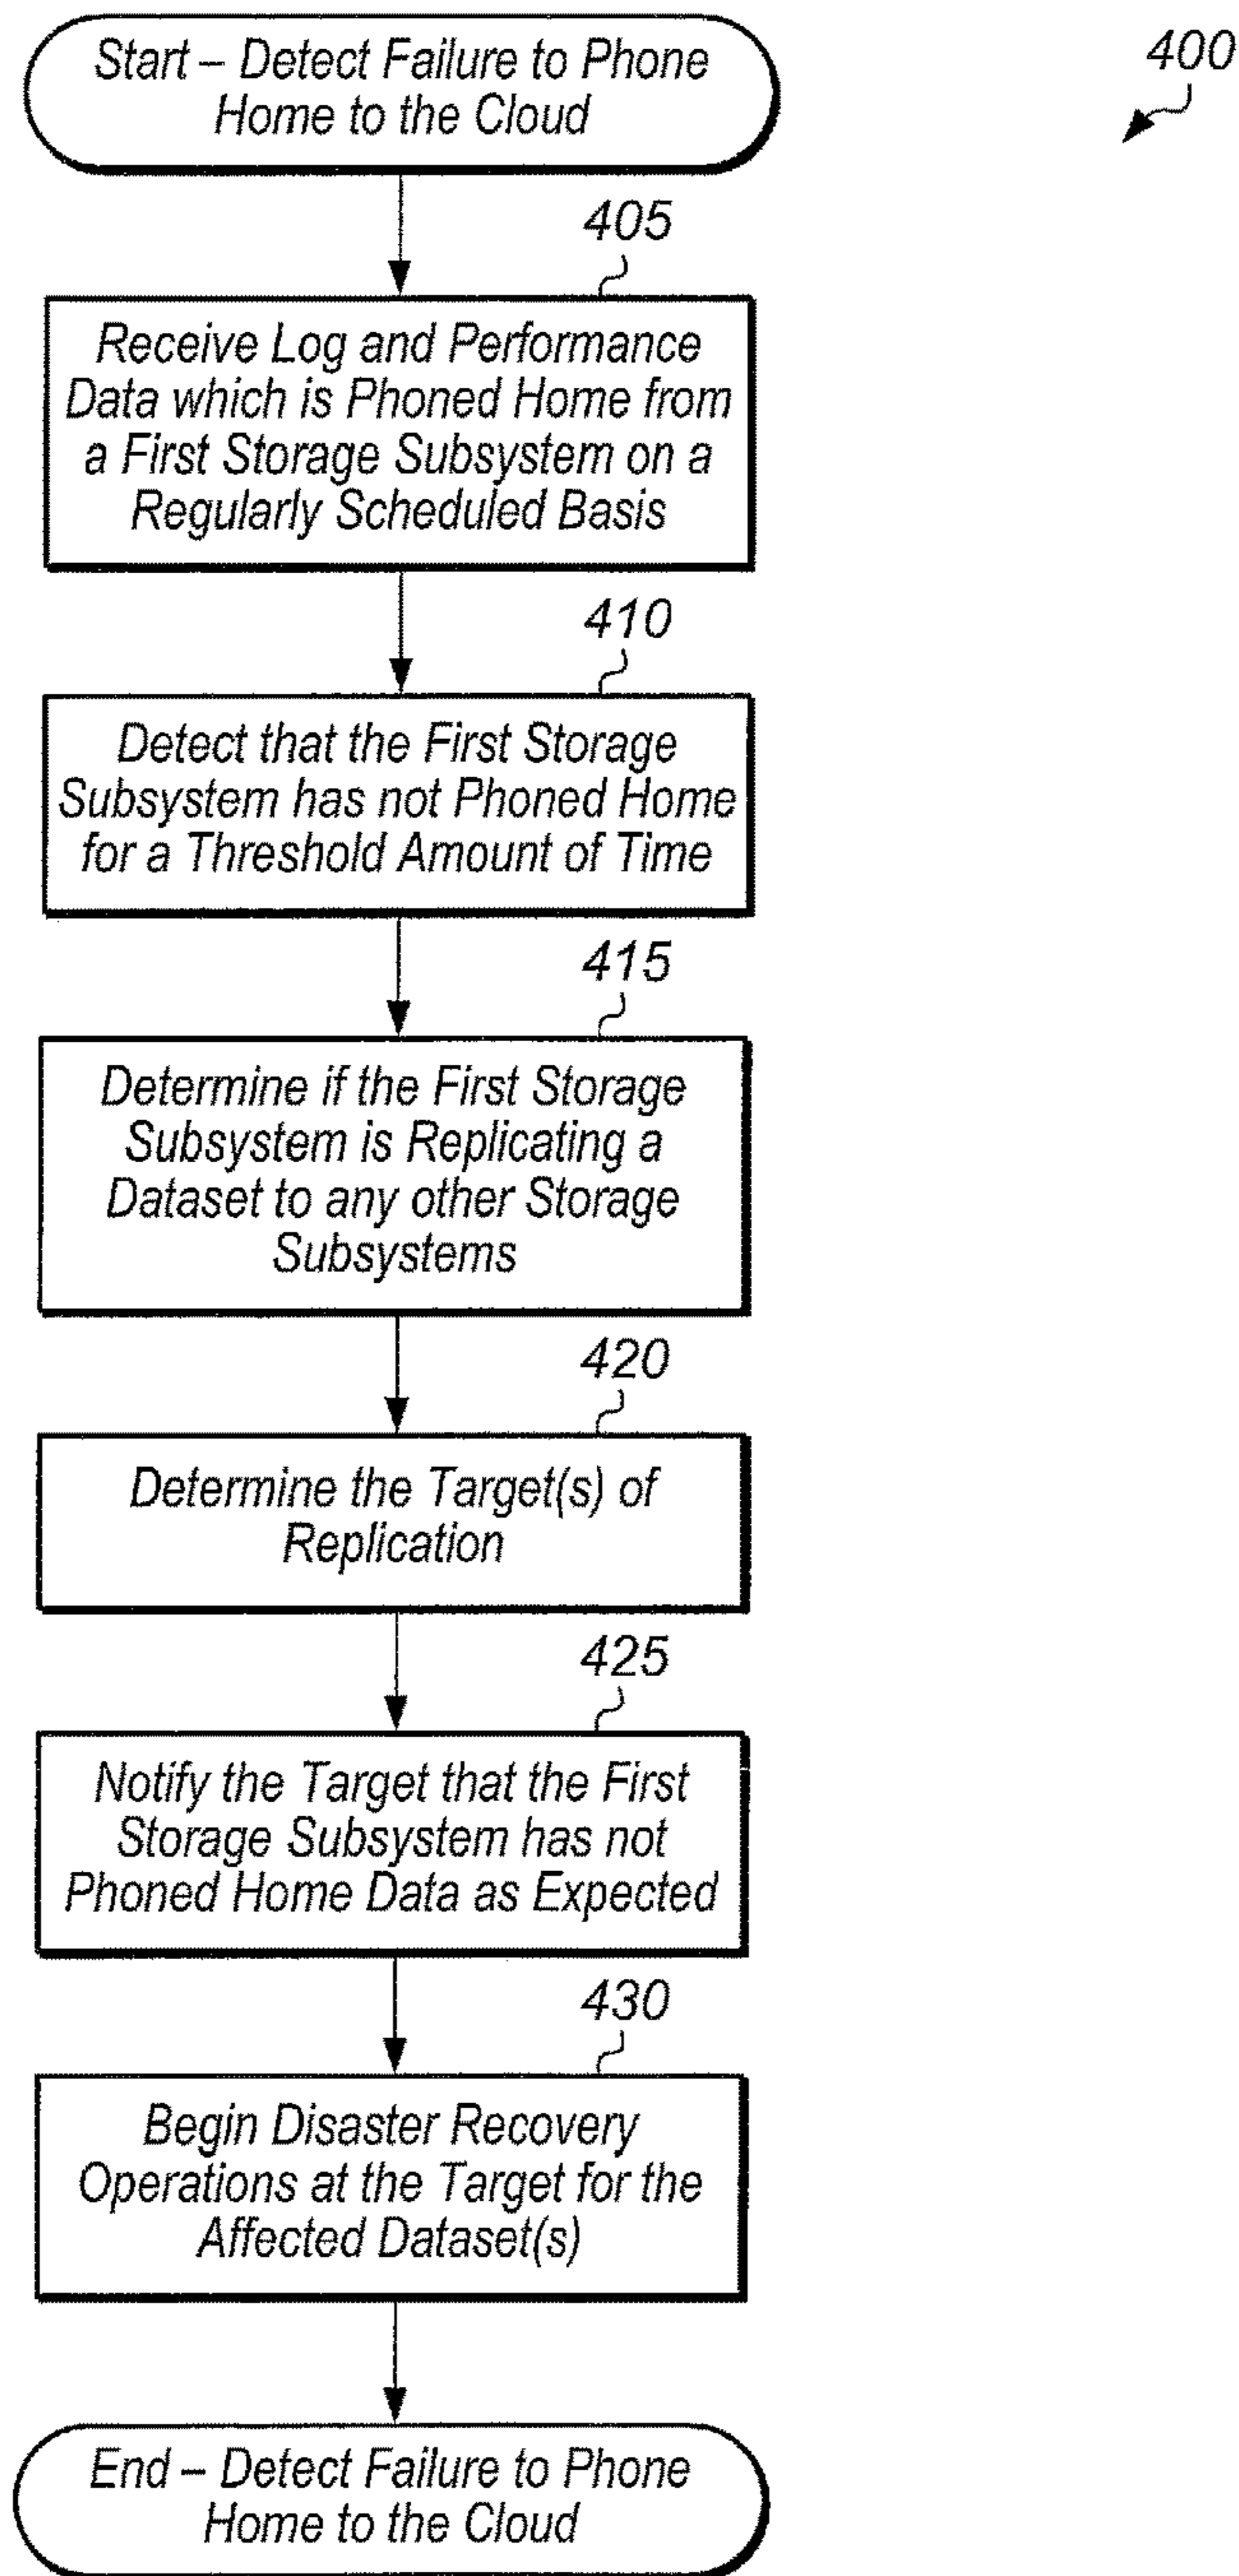 Start – Detect Failure to Phone
Home to the Cloud
400
405
Receive Log and Performance
Data which is Phoned Home from
a First Storage Subsystem on a
Regularly Scheduled Basis
410
Detect that the First Storage
Subsystem has not Phoned Home
for a Threshold Amount of Time
415
Determine if the First Storage
Subsystem is Replicating a
Dataset to any other Storage
Subsystems
420
Determine the Target(s) of
Replication
425
Notify the Target that the First
Storage Subsystem has not
Phoned Home Data as Expected
430
Begin Disaster Recovery
Operations at the Target for the
Affected Dataset(s)
End – Detect Failure to Phone
Home to the Cloud